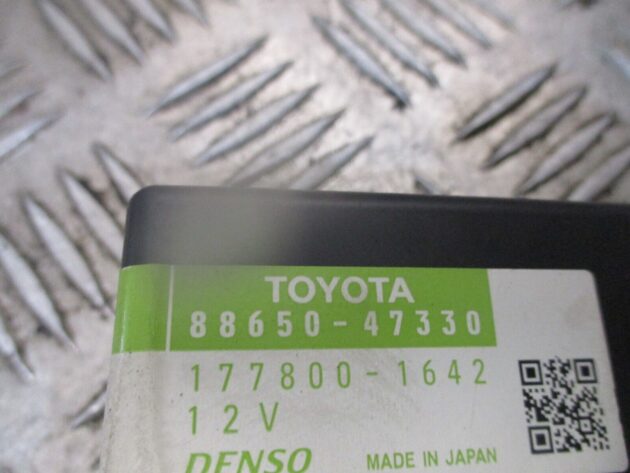 TOYOTA
88650-47330
177800-1642
12V
DENSO MADE IN JAPAN